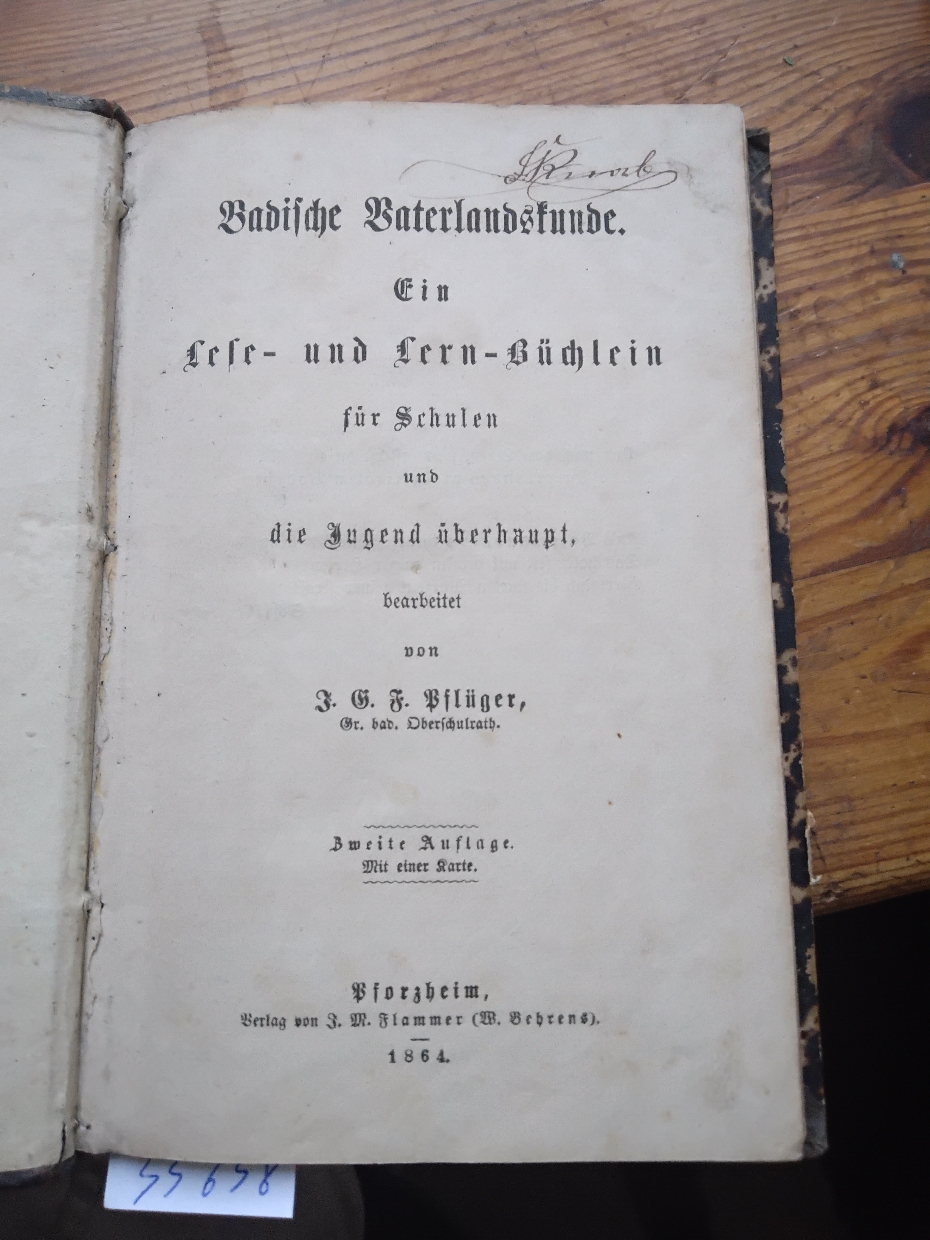 Knab
Badische Vaterlandskunde.
Ein
Lese- und Lern-Büchlein
für Schulen
und
die Jugend überhaupt,
bearbeitet
von
J. G. F. Pflüger,
Gr. bad. Oberschulrath.
Zweite Auflage.
Mit einer Karte.
Pforzheim,
Verlag von J. M. Flammer (W. Behrens).
1864.